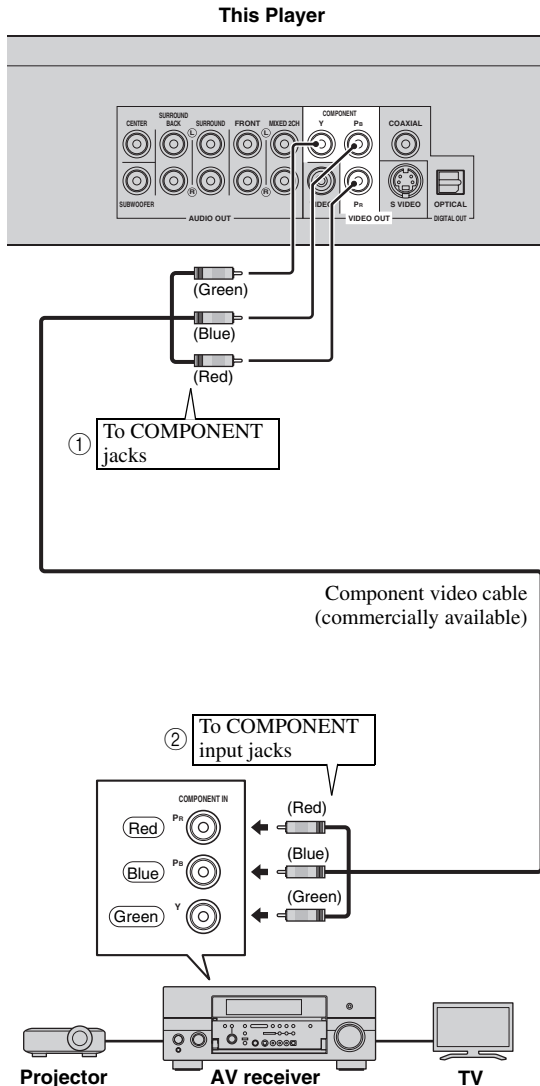 This Player
COMPONENT
CENTER
SURROUND
BACK
SURROUND
FRONT
MIXED 2CH
Y
PB
COAXIAL
L
L
R
R
SUBWOOFER
VIDEO
PR
S VIDEO
OPTICAL
AUDIO OUT
VIDEO OUT
DIGITAL OUT
(Green)
(Blue)
(Red)
1
To COMPONENT
jacks
Component video cable
(commercially available)
2
To COMPONENT
input jacks
COMPONENT IN
Red
PR
(Red)
Blue
PB
(Blue)
Green
Y
(Green)
Projector
AV receiver
TV